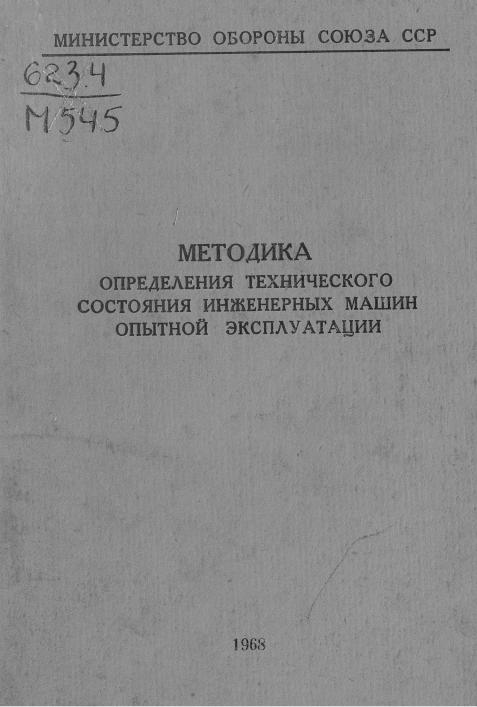 МИНИСТЕРСТВО ОБОРОНЫ СОЮЗА ССР
623.4
М545
МЕТОДИКА
ОПРЕДЕЛЕНИЯ ТЕХНИЧЕСКОГО
СОСТОЯНИЯ ИНЖЕНЕРНЫХ МАШИН
ОПЫТНОЙ ЭКСПЛУАТАЦИИ
1968